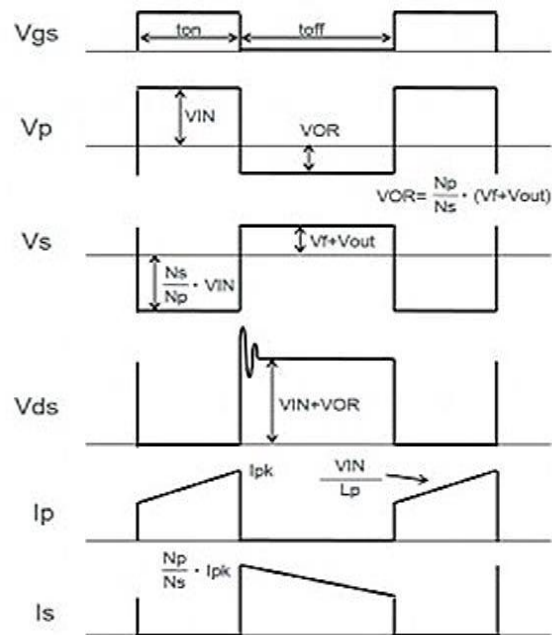 Vgs
ton
toff
Vp
VIN
VOR
VOR= Np/Ns · (Vf+Vout)
Vs
Vf+Vout
Ns/Np · VIN
Vds
VIN+VOR
Ip
Ipk
VIN/Lp
Np/Ns · Ipk
Is